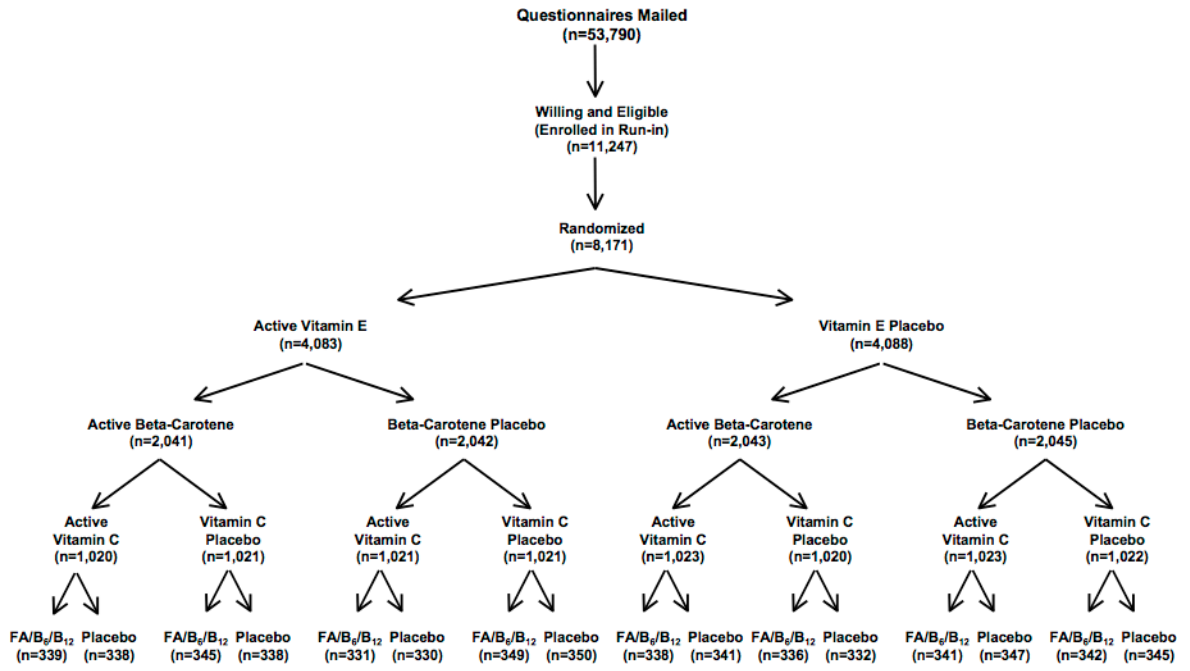 Questionnaires Mailed
(n=53,790)
Willing and Eligible
(Enrolled in Run-in)
(n=11,247)
Randomized
(n=8,171)
Active Vitamin E
(n=4,083)
Vitamin E Placebo
(n=4,088)
Active Beta-Carotene
(n=2,041)
Beta-Carotene Placebo
(n=2,042)
Active Beta-Carotene
(n=2,043)
Beta-Carotene Placebo
(n=2,045)
Active
Vitamin C
(n=1,020)
Vitamin C
Placebo
(n=1,021)
Active
Vitamin C
(n=1,021)
Vitamin C
Placebo
(n=1,021)
Active
Vitamin C
(n=1,023)
Vitamin C
Placebo
(n=1,020)
Active
Vitamin C
(n=1,023)
Vitamin C
Placebo
(n=1,022)
FA/B₆/B₁₂
(n=339)
Placebo
(n=338)
FA/B₆/B₁₂
(n=345)
Placebo
(n=338)
FA/B₆/B₁₂
(n=331)
Placebo
(n=330)
FA/B₆/B₁₂
(n=349)
Placebo
(n=350)
FA/B₆/B₁₂
(n=338)
Placebo
(n=341)
FA/B₆/B₁₂
(n=336)
Placebo
(n=332)
FA/B₆/B₁₂
(n=341)
Placebo
(n=347)
FA/B₆/B₁₂
(n=342)
Placebo
(n=345)